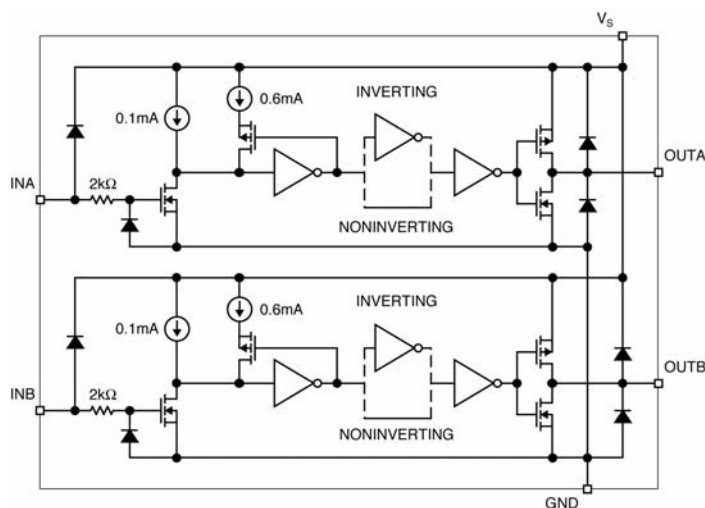 VS
0.6mA
INVERTING
0.1mA
OUTA
INA
2kΩ
NONINVERTING
0.6mA
INVERTING
0.1mA
OUTB
INB
2kΩ
NONINVERTING
GND